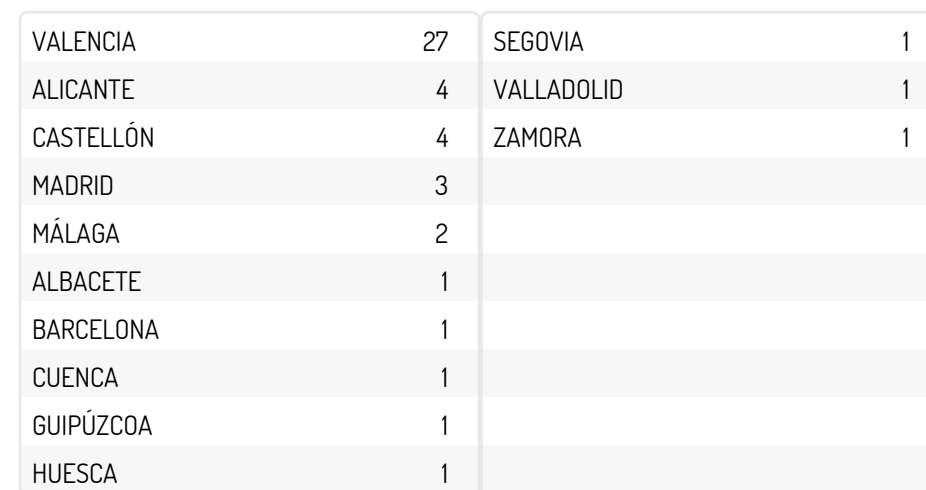 VALENCIA 27
ALICANTE 4
CASTELLÓN 4
MADRID 3
MÁLAGA 2
ALBACETE 1
BARCELONA 1
CUENCA 1
GUIPÚZCOA 1
HUESCA 1
SEGOVIA 1
VALLADOLID 1
ZAMORA 1